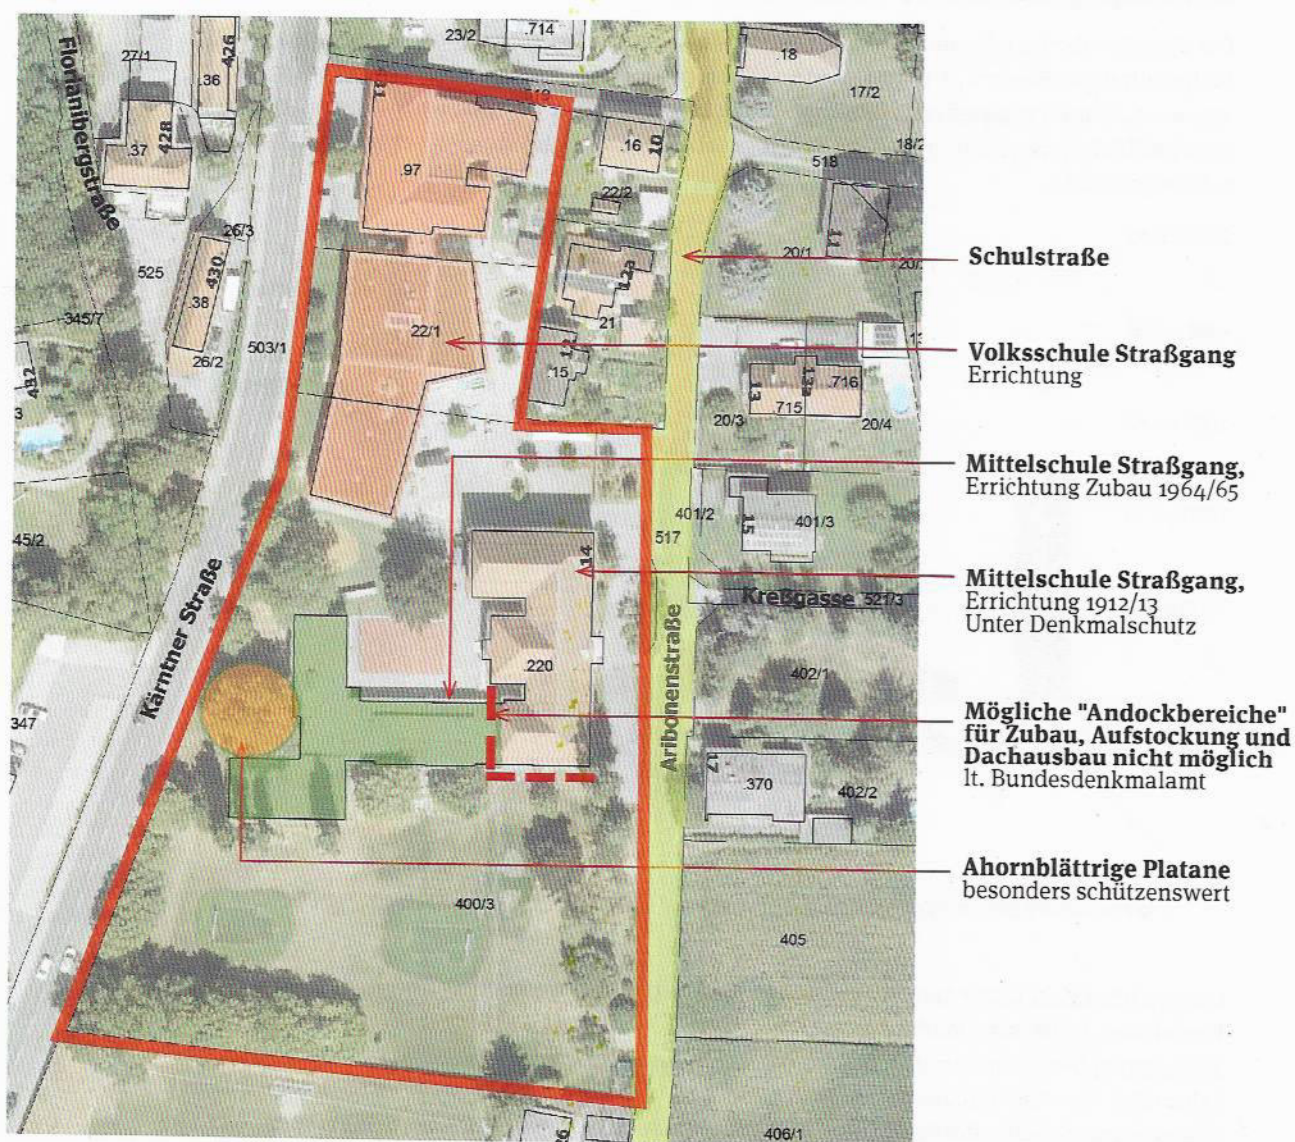 23/2
.714
.18
27/1
426
.36
17/2
Florianibergstraße
428
.37
.97
.16
10
518
18/2
22/2
26/3
525
430
.38
20/1
11
12a
21
345/7
503/1
22/1
26/2
432
12
.15
13
13a
.716
.715
20/3
20/4
45/2
401/2
15
401/3
517
14
Kreßgasse 521/3
Kärntner Straße
.220
Aribonenstraße
402/1
347
17
.370
402/2
400/3
405
406/1
Schulstraße
Volksschule Straßgang
Errichtung
Mittelschule Straßgang,
Errichtung Zubau 1964/65
Mittelschule Straßgang,
Errichtung 1912/13
Unter Denkmalschutz
Mögliche "Andockbereiche"
für Zubau, Aufstockung und
Dachausbau nicht möglich
lt. Bundesdenkmalamt
Ahornblättrige Platane
besonders schützenswert